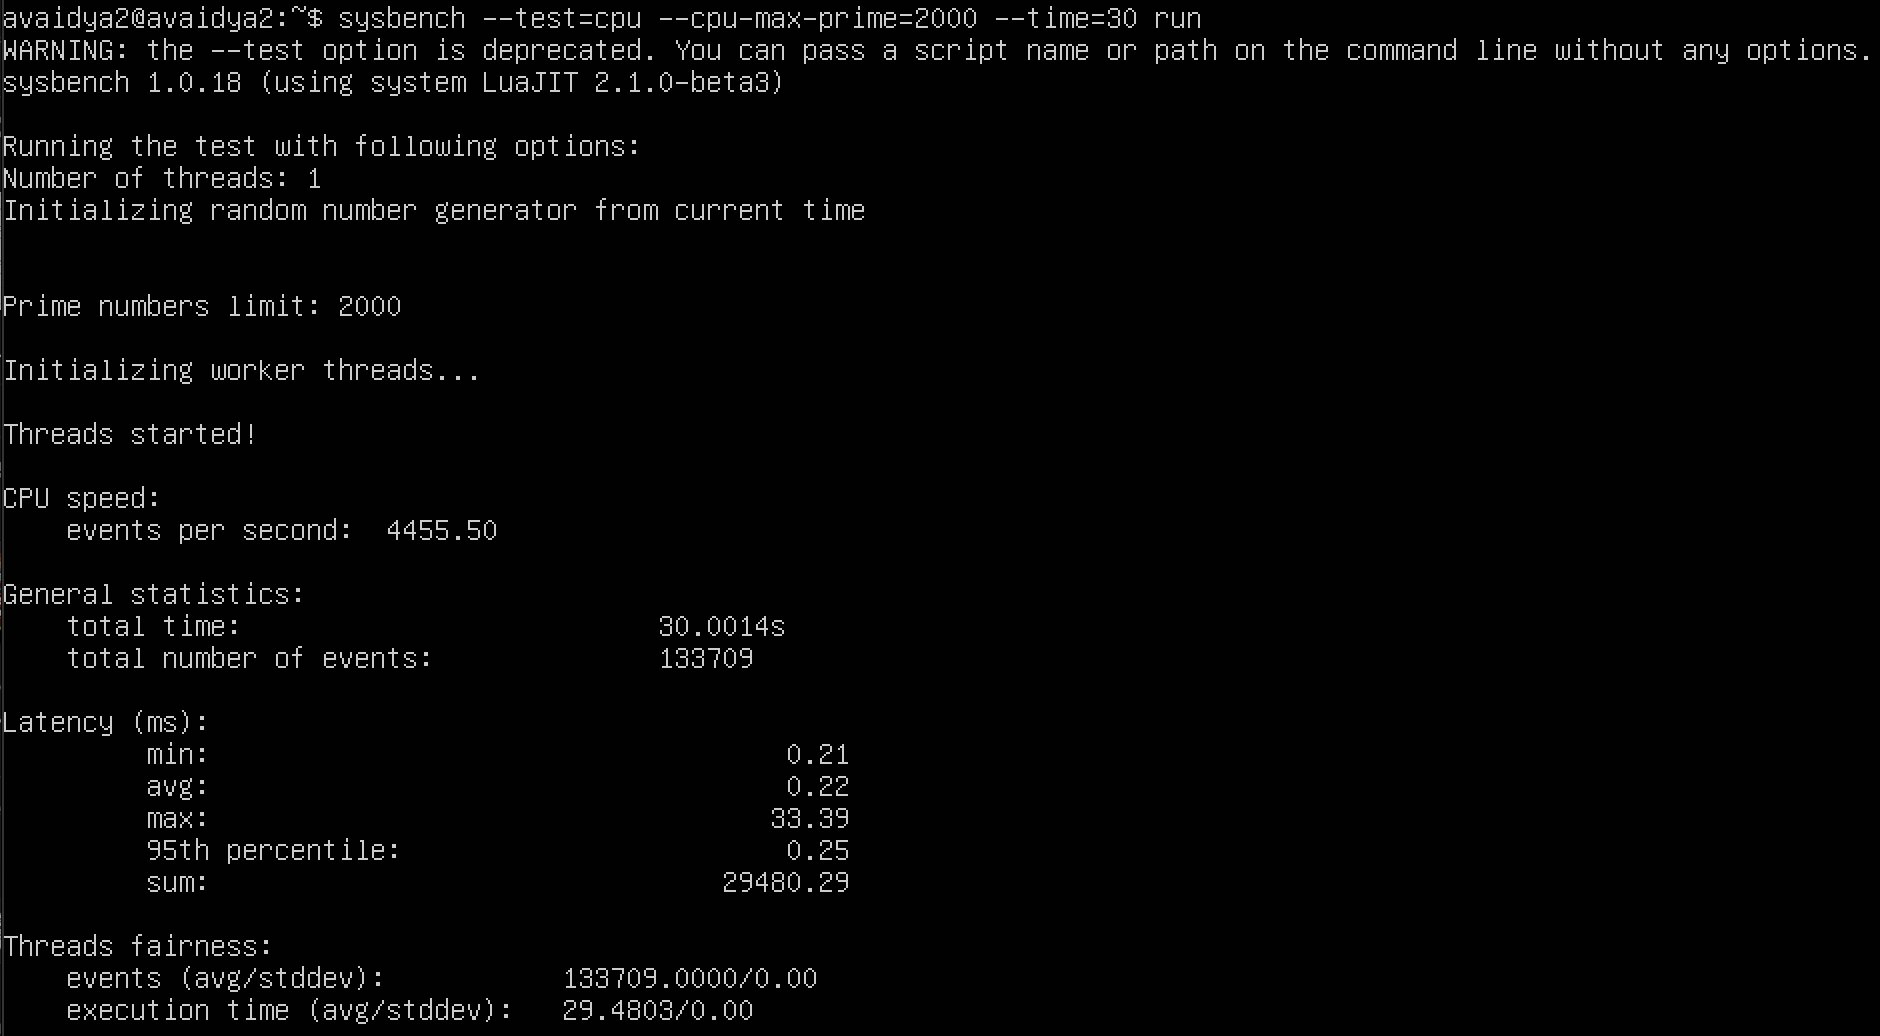 avaidya2@avaidya2:~$ sysbench --test=cpu --cpu-max-prime=2000 --time=30 run
WARNING: the --test option is deprecated. You can pass a script name or path on the command line without any options.
sysbench 1.0.18 (using system LuaJIT 2.1.0-beta3)
Running the test with following options:
Number of threads: 1
Initializing random number generator from current time
Prime numbers limit: 2000
Initializing worker threads...
Threads started!
CPU speed:
events per second: 4455.50
General statistics:
total time: 30.0014s
total number of events: 133709
Latency (ms):
min: 0.21
avg: 0.22
max: 33.39
95th percentile: 0.25
sum: 29480.29
Threads fairness:
events (avg/stddev): 133709.0000/0.00
execution time (avg/stddev): 29.4803/0.00